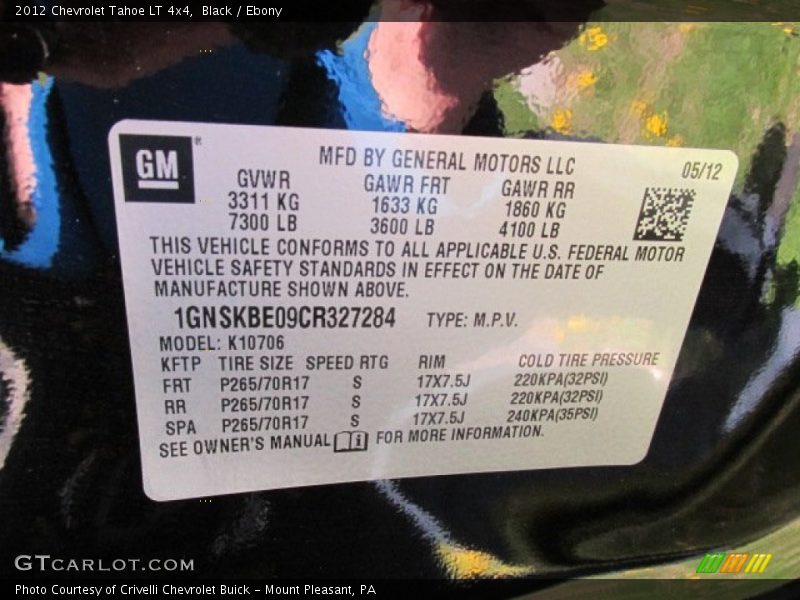 2012 Chevrolet Tahoe LT 4x4, Black / Ebony
GM ®
MFD BY GENERAL MOTORS LLC 05/12
GVWR GAWR FRT GAWR RR
3311 KG 1633 KG 1860 KG
7300 LB 3600 LB 4100 LB
THIS VEHICLE CONFORMS TO ALL APPLICABLE U.S. FEDERAL MOTOR
VEHICLE SAFETY STANDARDS IN EFFECT ON THE DATE OF
MANUFACTURE SHOWN ABOVE.
1GNSKBE09CR327284 TYPE: M.P.V.
MODEL: K10706
KFTP TIRE SIZE SPEED RTG RIM COLD TIRE PRESSURE
FRT P265/70R17 S 17X7.5J 220KPA(32PSI)
RR P265/70R17 S 17X7.5J 220KPA(32PSI)
SPA P265/70R17 S 17X7.5J 240KPA(35PSI)
SEE OWNER'S MANUAL i FOR MORE INFORMATION.
GTCARLOT.COM
Photo Courtesy of Crivelli Chevrolet Buick - Mount Pleasant, PA